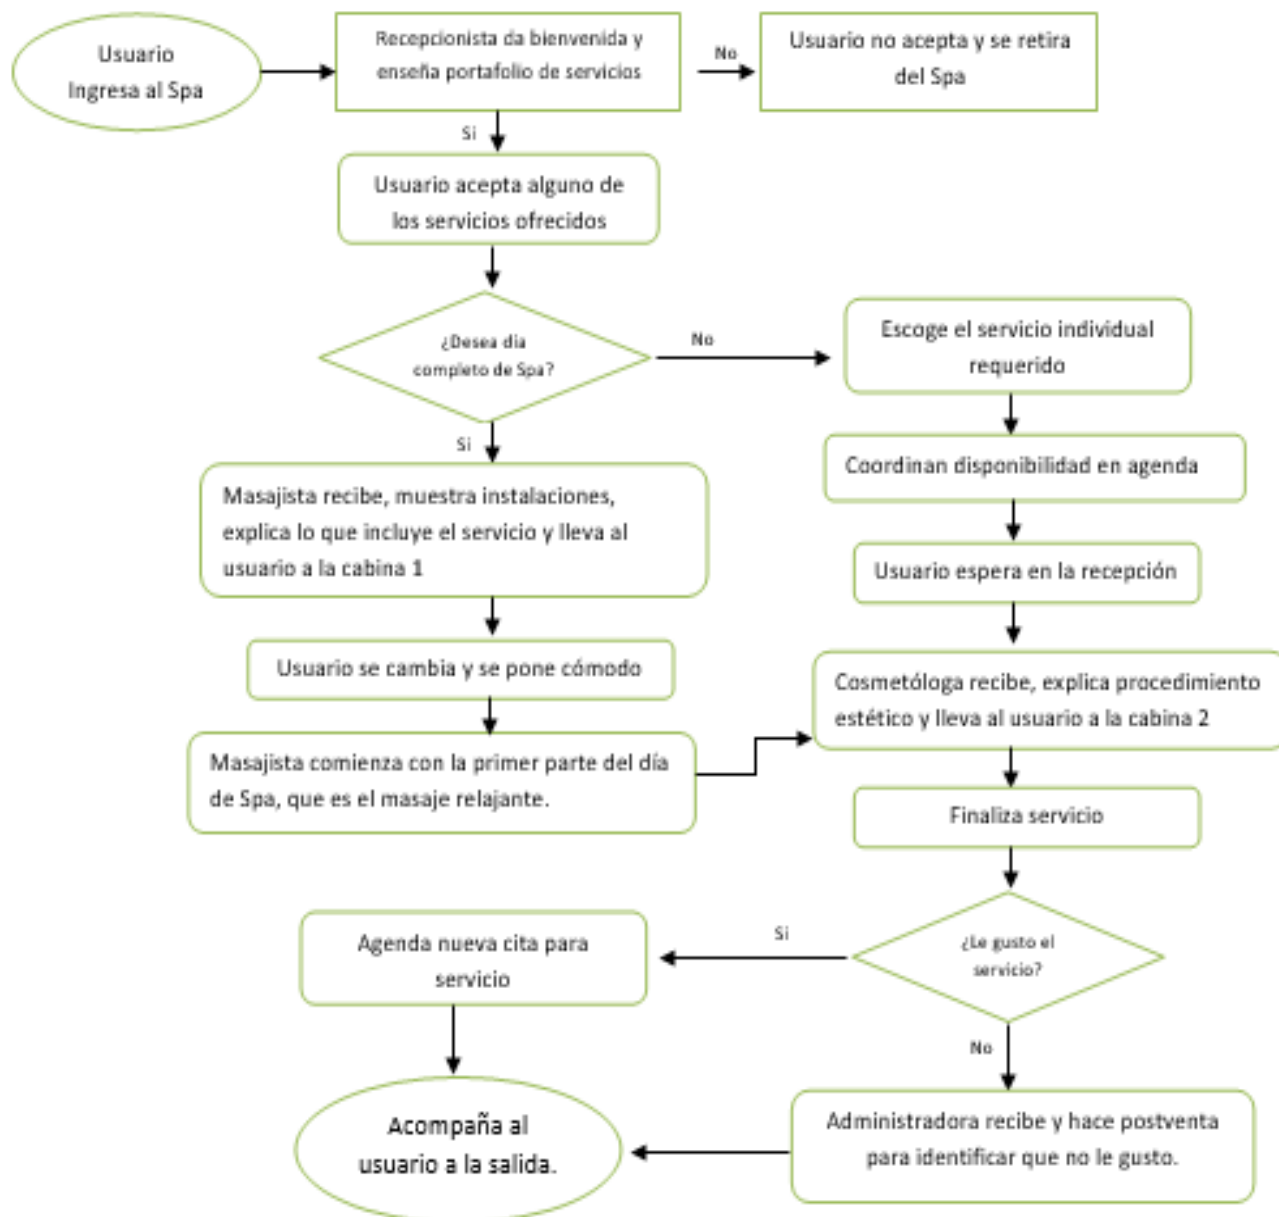 Usuario
Ingresa al Spa
Recepcionista da bienvenida y
enseña portafolio de servicios
No
Usuario no acepta y se retira
del Spa
Si
Usuario acepta alguno de
los servicios ofrecidos
¿Desea día
completo de Spa?
No
Escoge el servicio individual
requerido
Si
Coordinan disponibilidad en agenda
Masajista recibe, muestra instalaciones,
explica lo que incluye el servicio y lleva al
usuario a la cabina 1
Usuario espera en la recepción
Usuario se cambia y se pone cómodo
Cosmetóloga recibe, explica procedimiento
estético y lleva al usuario a la cabina 2
Masajista comienza con la primer parte del día
de Spa, que es el masaje relajante.
Finaliza servicio
¿Le gusto el
servicio?
Si
Agenda nueva cita para
servicio
No
Administradora recibe y hace postventa
para identificar que no le gusto.
Acompaña al
usuario a la salida.